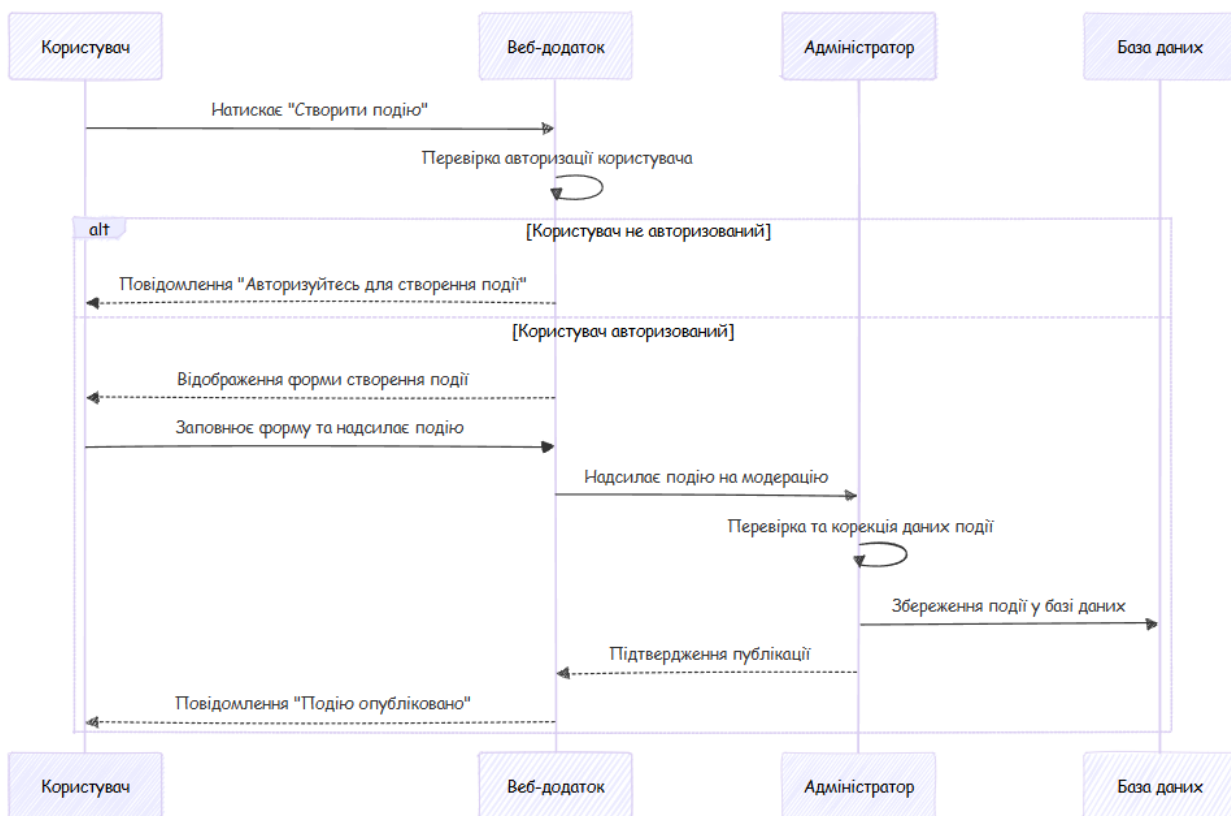 Користувач
Веб-додаток
Адміністратор
База даних
Натискає "Створити подію"
Перевірка авторизації користувача
alt
[Користувач не авторизований]
Повідомлення "Авторизуйтесь для створення події"
[Користувач авторизований]
Відображення форми створення події
Заповнює форму та надсилає подію
Надсилає подію на модерацію
Перевірка та корекція даних події
Збереження події у базі даних
Підтвердження публікації
Повідомлення "Подію опубліковано"
Користувач
Веб-додаток
Адміністратор
База даних